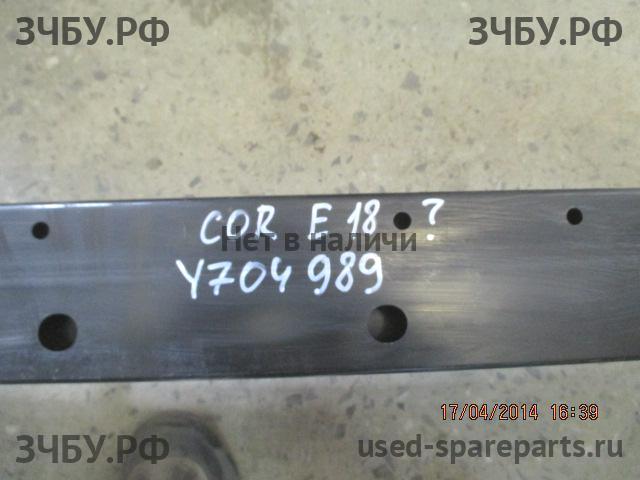 ЗЧБУ.РФ ЗЧБУ.РФ
COR E 18 ?
Нет в наличии
Y704 989
17/04/2014 16:39
ЗЧБУ.РФ used-spareparts.ru